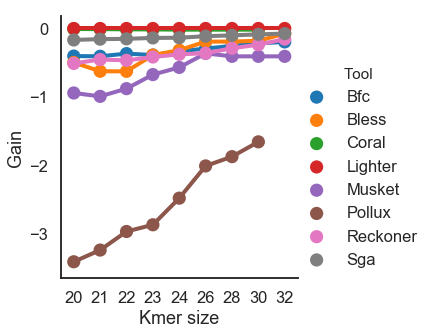 0
−1
−2
−3
Gain
20 21 22 23 24 26 28 30 32
Kmer size
Tool
Bfc
Bless
Coral
Lighter
Musket
Pollux
Reckoner
Sga